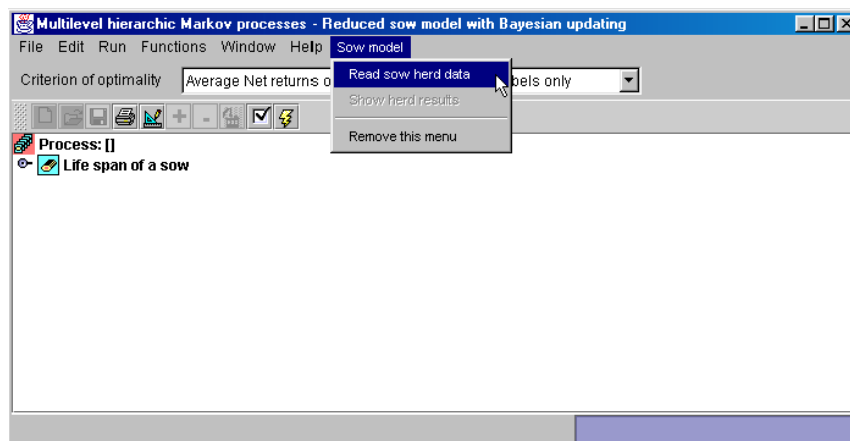 Multilevel hierarchic Markov processes - Reduced sow model with Bayesian updating
File Edit Run Functions Window Help Sow model
Criterion of optimality Average Net returns o bels only
Read sow herd data
Show herd results
Remove this menu
Process: []
Life span of a sow